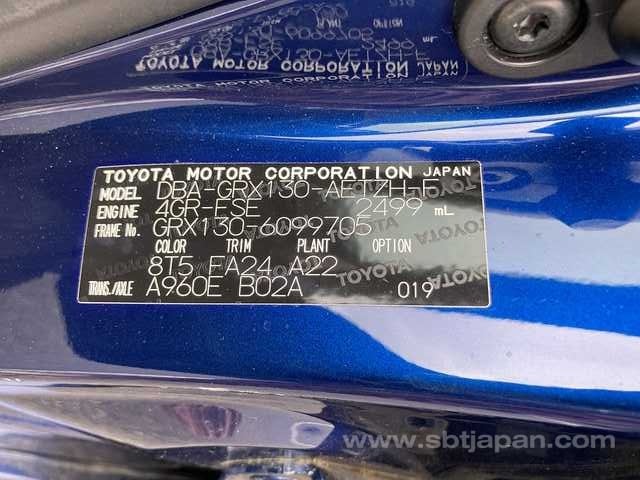 TOYOTA MOTOR CORPORATION JAPAN
MODEL DBA-GRX130-AETZH-F
ENGINE 4GR-FSE 2499 mL
FRAME No. GRX130-6099705
COLOR TRIM PLANT OPTION
8T5 FA24 A22
TRANS./AXLE A960E B02A 019
www.sbtjapan.com